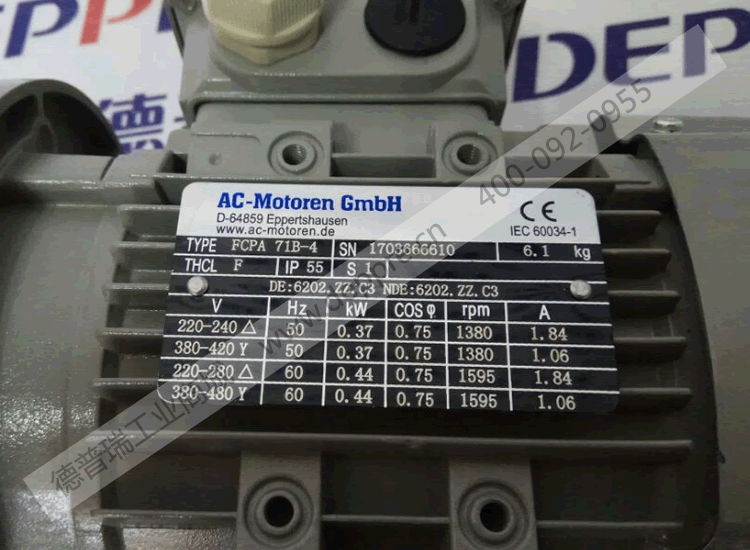 DEPP
DEPP
德
AC-Motoren GmbH
D-64859 Eppertshausen
www.ac-motoren.de
CE
IEC 60034-1
TYPE FCPA 71B-4 SN 1703666610 6.1 kg
THCL F IP 55 S 1
DE:6202.ZZ.C3 NDE:6202.ZZ.C3
V Hz kW COS φ rpm A
220-240 △ 50 0.37 0.75 1380 1.84
380-420 Y 50 0.37 0.75 1380 1.06
220-280 △ 60 0.44 0.75 1595 1.84
380-480 Y 60 0.44 0.75 1595 1.06
400-092-0955